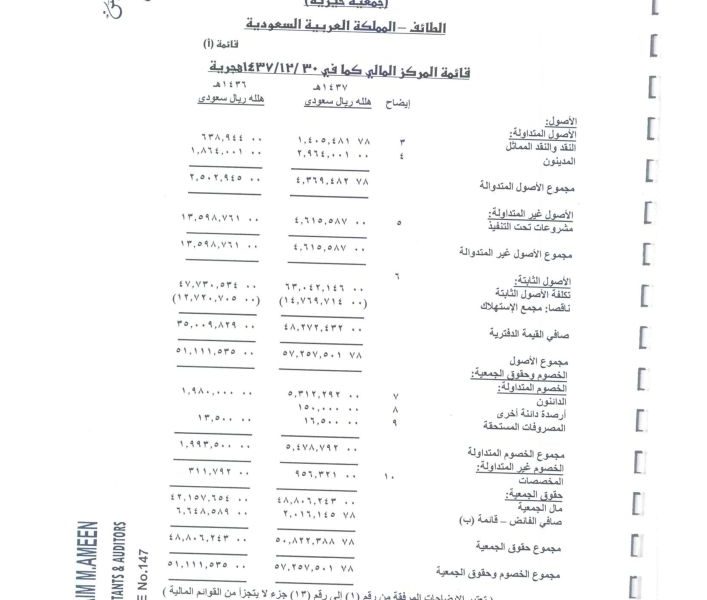 (جمعية خيرية)
الطائف – المملكة العربية السعودية
قائمة (أ)
قائمة المركز المالي كما في ٣٠ /١٢/ ١٤٣٧هجرية
١٤٣٧هـ ١٤٣٦هـ
إيضاح هلله ريال سعودى هلله ريال سعودى
الأصول:
الأصول المتداولة:
النقد والنقد المماثل ٣ ١,٤٠٥,٤٨١ ٧٨ ٦٣٨,٩٤٤ ٠٠
المدينون ٤ ٢,٩٦٤,٠٠١ ٠٠ ١,٨٦٤,٠٠١ ٠٠
مجموع الأصول المتدوالة ٤,٣٦٩,٤٨٢ ٧٨ ٢,٥٠٢,٩٤٥ ٠٠
الأصول غير المتداولة:
مشروعات تحت التنفيذ ٥ ٤,٦١٥,٥٨٧ ٠٠ ١٣,٥٩٨,٧٦١ ٠٠
مجموع الأصول غير المتدوالة ٤,٦١٥,٥٨٧ ٠٠ ١٣,٥٩٨,٧٦١ ٠٠
٦
الأصول الثابتة:
تكلفة الأصول الثابتة ٦٣,٠٤٢,١٤٦ ٠٠ ٤٧,٧٣٠,٥٣٤ ٠٠
ناقصا: مجمع الإستهلاك (١٤,٧٦٩,٧١٤ ٠٠) (١٢,٧٢٠,٧٠٥ ٠٠)
صافي القيمة الدفترية ٤٨,٢٧٢,٤٣٢ ٠٠ ٣٥,٠٠٩,٨٢٩ ٠٠
مجموع الأصول ٥٧,٢٥٧,٥٠١ ٧٨ ٥١,١١١,٥٣٥ ٠٠
الخصوم وحقوق الجمعية:
الخصوم المتداولة:
الدائنون ٧ ٥,٣١٢,٢٩٢ ٠٠ ١,٩٨٠,٠٠٠ ٠٠
أرصدة دائنة أخرى ٨ ١٥٠,٠٠٠ ٠٠
المصروفات المستحقة ٩ ١٦,٥٠٠ ٠٠ ١٣,٥٠٠ ٠٠
مجموع الخصوم المتداولة ٥,٤٧٨,٧٩٢ ٠٠ ١,٩٩٣,٥٠٠ ٠٠
الخصوم غير المتداولة:
المخصصات ١٠ ٩٥٦,٣٢١ ٠٠ ٣١١,٧٩٢ ٠٠
حقوق الجمعية:
مال الجمعية ٤٨,٨٠٦,٢٤٣ ٠٠ ٤٢,١٥٧,٦٥٤ ٠٠
صافي الفائض – قائمة (ب) ٢,٠١٦,١٤٥ ٧٨ ٦,٦٤٨,٥٨٩ ٠٠
مجموع حقوق الجمعية ٥٠,٨٢٢,٣٨٨ ٧٨ ٤٨,٨٠٦,٢٤٣ ٠٠
مجموع الخصوم وحقوق الجمعية ٥٧,٢٥٧,٥٠١ ٧٨ ٥١,١١١,٥٣٥ ٠٠
( تعتبر الإيضاحات المرفقة من رقم (١) إلى رقم (١٣) جزء لا يتجزأ من القوائم المالية )
M.AMEEN
& AUDITORS
No.147